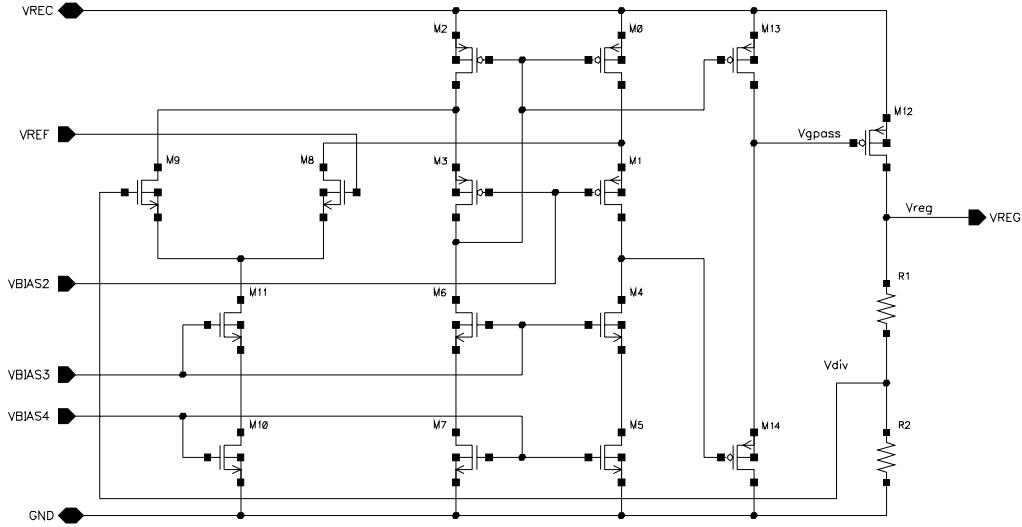 VREC
M2
M0
M13
M12
VREF
Vgpass
M9
M8
M3
M1
Vreg
VREG
VBIAS2
R1
M11
M6
M4
VBIAS3
Vdiv
VBIAS4
M10
M7
M5
M14
R2
GND